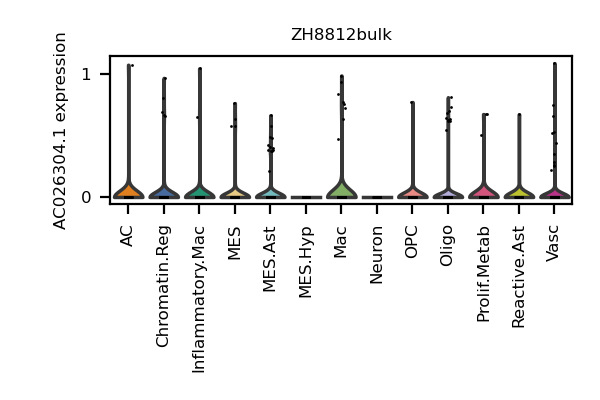 ZH8812bulk
AC026304.1 expression
1
0
AC
Chromatin.Reg
Inflammatory.Mac
MES
MES.Ast
MES.Hyp
Mac
Neuron
OPC
Oligo
Prolif.Metab
Reactive.Ast
Vasc